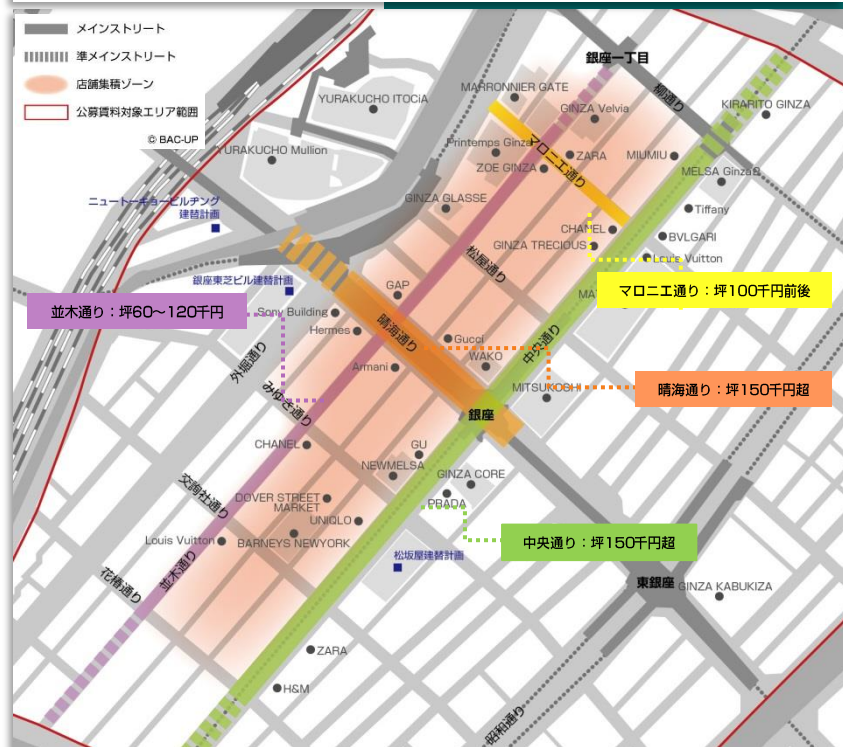 メインストリート
準メインストリート
店舗集積ゾーン
公募賃料対象エリア範囲
© BAC-UP
銀座一丁目
MARRONNIER GATE
YURAKUCHO ITOCiA
GINZA Velvia
柳通り
KIRARITO GINZA
YURAKUCHO Mullion
Printemps Ginza
マロニエ通り
ZARA
MIUMIU
ZOE GINZA
MELSA Ginza2
ニュートーキョービルヂング
建替計画
GINZA GLASSE
Tiffany
CHANEL
BVLGARI
GINZA TRECIOUS
松屋通り
Louis Vuitton
銀座東芝ビル建替計画
GAP
MA
マロニエ通り：坪100千円前後
並木通り：坪60～120千円
Sony Building
Hermes
晴海通り
Gucci
中央通り
外堀通り
WAKO
Armani
MITSUKOSHI
晴海通り：坪150千円超
みゆき通り
銀座
CHANEL
GU
NEWMELSA
GINZA CORE
交詢社通り
DOVER STREET
MARKET
PRADA
UNIQLO
Louis Vuitton
BARNEYS NEWYORK
中央通り：坪150千円超
松坂屋建替計画
並木通り
花椿通り
東銀座
GINZA KABUKIZA
ZARA
H&M
昭和通り